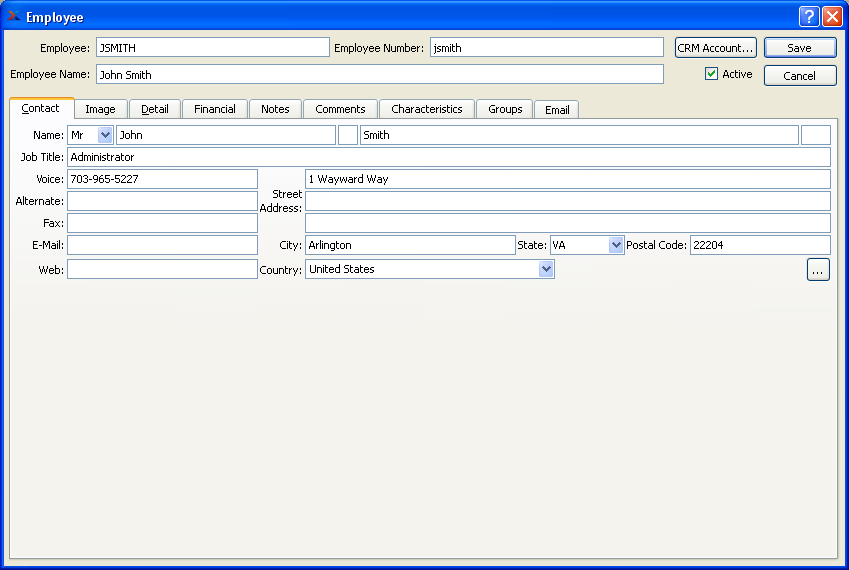 Employee
Employee: JSMITH Employee Number: jsmith CRM Account... Save
Employee Name: John Smith Active Cancel
Contact Image Detail Financial Notes Comments Characteristics Groups Email
Name: Mr John Smith
Job Title: Administrator
Voice: 703-965-5227 1 Wayward Way
Alternate: Street Address:
Fax:
E-Mail: City: Arlington State: VA Postal Code: 22204
Web: Country: United States ...